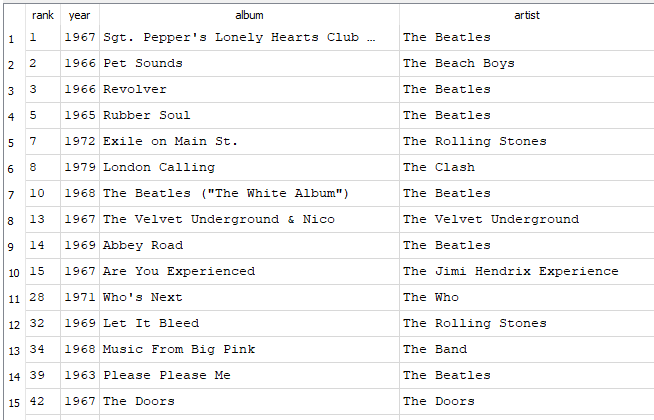 rank year album artist
1 1 1967 Sgt. Pepper's Lonely Hearts Club … The Beatles
2 2 1966 Pet Sounds The Beach Boys
3 3 1966 Revolver The Beatles
4 5 1965 Rubber Soul The Beatles
5 7 1972 Exile on Main St. The Rolling Stones
6 8 1979 London Calling The Clash
7 10 1968 The Beatles ("The White Album") The Beatles
8 13 1967 The Velvet Underground & Nico The Velvet Underground
9 14 1969 Abbey Road The Beatles
10 15 1967 Are You Experienced The Jimi Hendrix Experience
11 28 1971 Who's Next The Who
12 32 1969 Let It Bleed The Rolling Stones
13 34 1968 Music From Big Pink The Band
14 39 1963 Please Please Me The Beatles
15 42 1967 The Doors The Doors